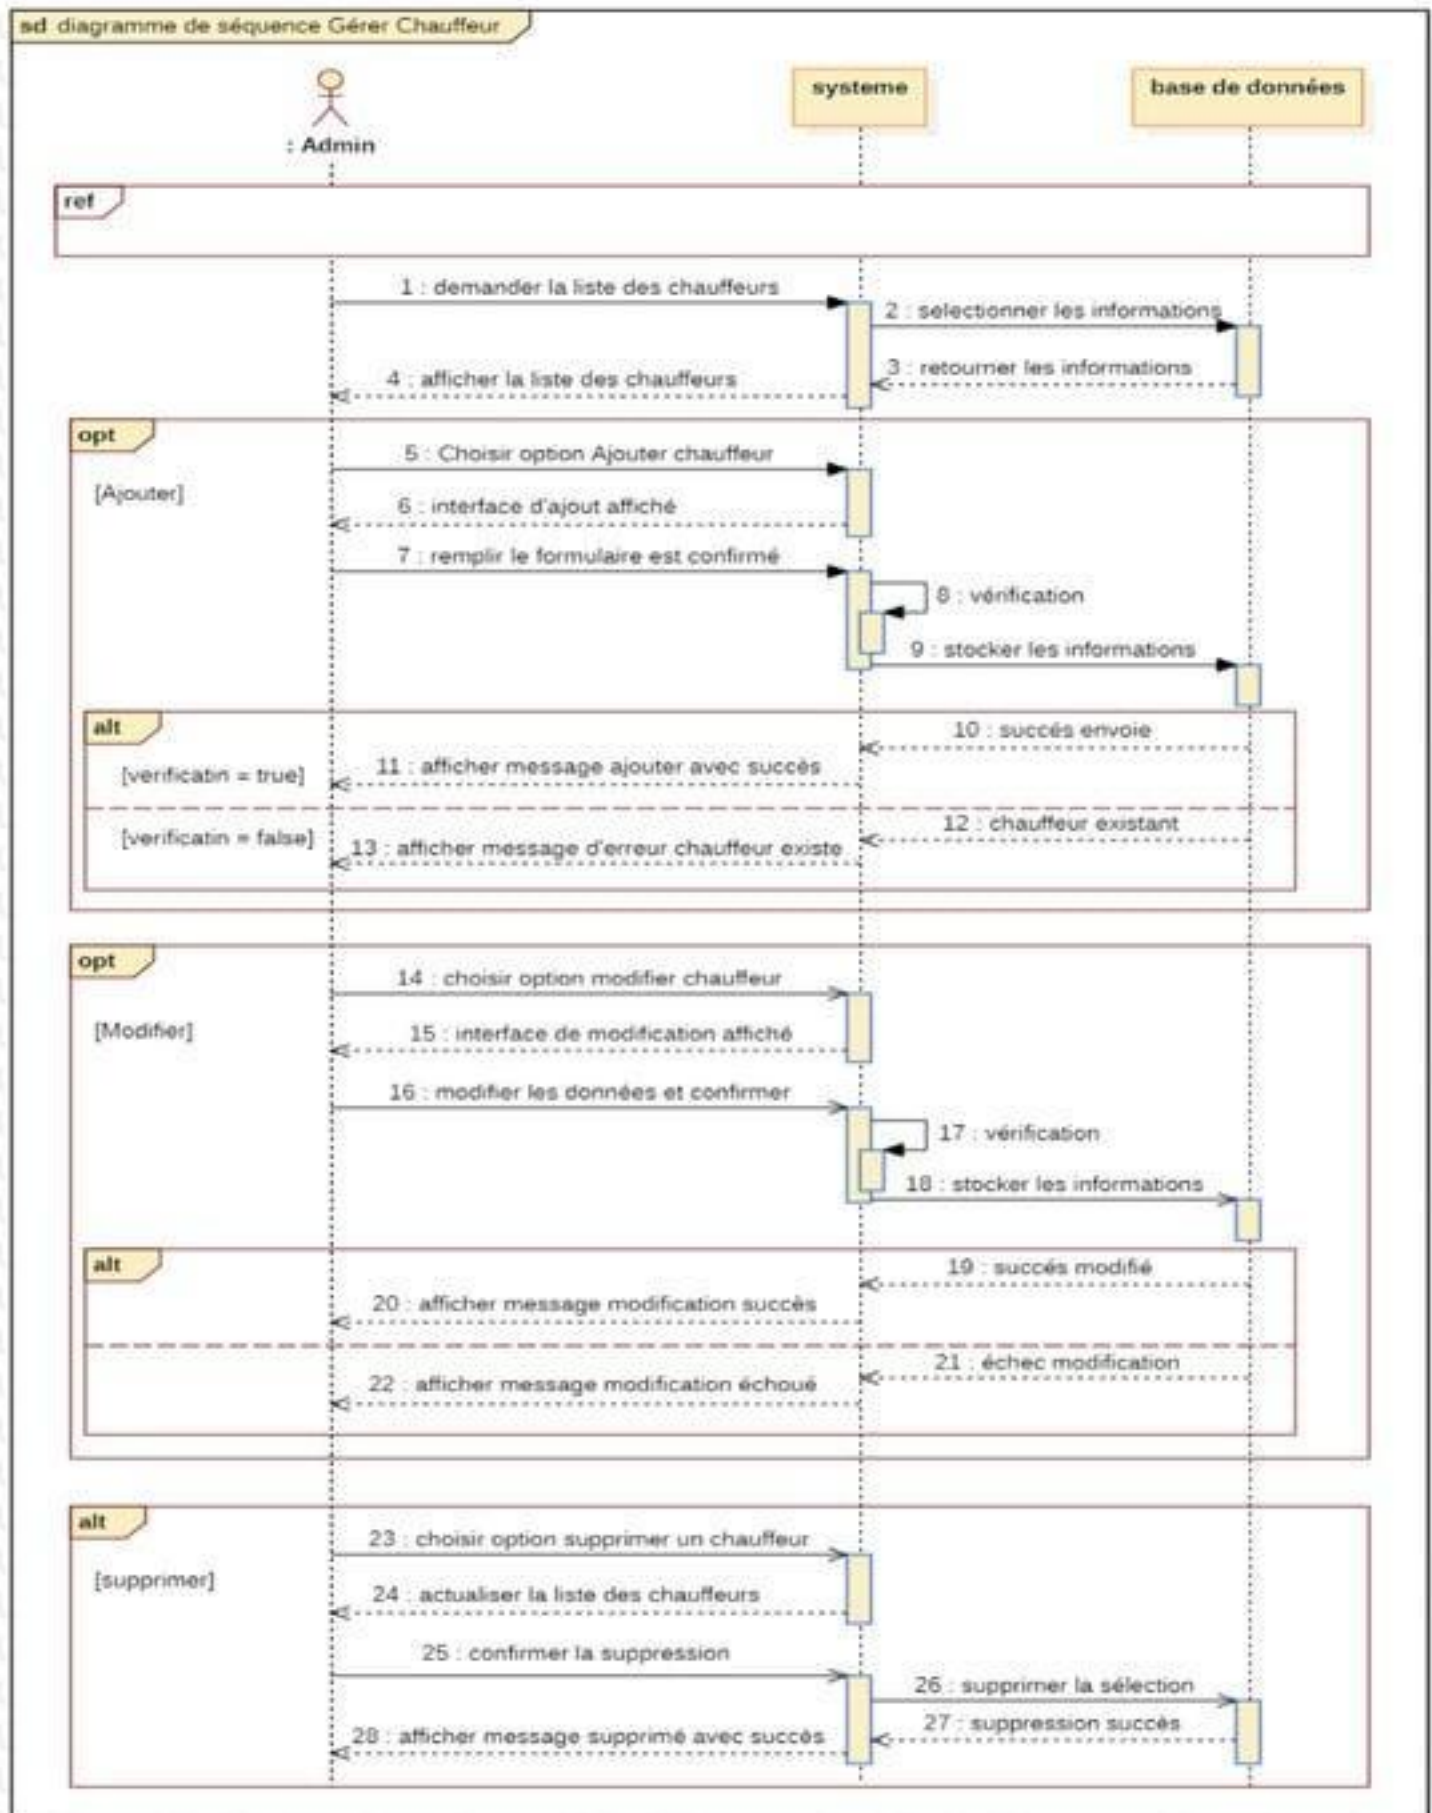 sd diagramme de séquence Gérer Chauffeur
systeme
base de données
: Admin
ref
1 : demander la liste des chauffeurs
2 : selectionner les informations
3 : retourner les informations
4 : afficher la liste des chauffeurs
opt
5 : Choisir option Ajouter chauffeur
[Ajouter]
6 : interface d'ajout affiché
7 : remplir le formulaire est confirmé
8 : vérification
9 : stocker les informations
alt
10 : succés envoie
[verificatin = true]
11 : afficher message ajouter avec succès
12 : chauffeur existant
[verificatin = false]
13 : afficher message d'erreur chauffeur existe
opt
14 : choisir option modifier chauffeur
[Modifier]
15 : interface de modification affiché
16 : modifier les données et confirmer
17 : vérification
18 : stocker les informations
alt
19 : succés modifié
20 : afficher message modification succès
21 : échec modification
22 : afficher message modification échoué
alt
23 : choisir option supprimer un chauffeur
[supprimer]
24 : actualiser la liste des chauffeurs
25 : confirmer la suppression
26 : supprimer la sélection
27 : suppression succès
28 : afficher message supprimé avec succès